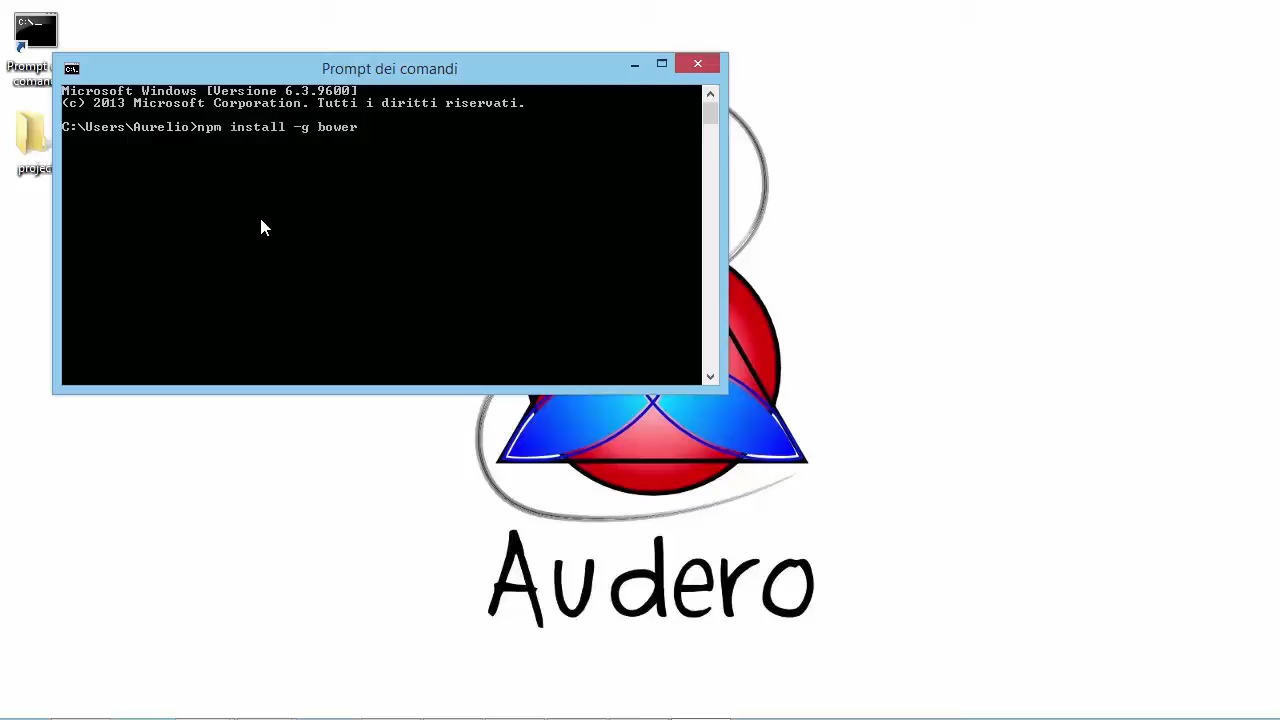 Prompt dei comandi
Microsoft Windows [Versione 6.3.9600]
(c) 2013 Microsoft Corporation. Tutti i diritti riservati.
C:\Users\Aurelio>npm install -g bower
Prompt
Audero